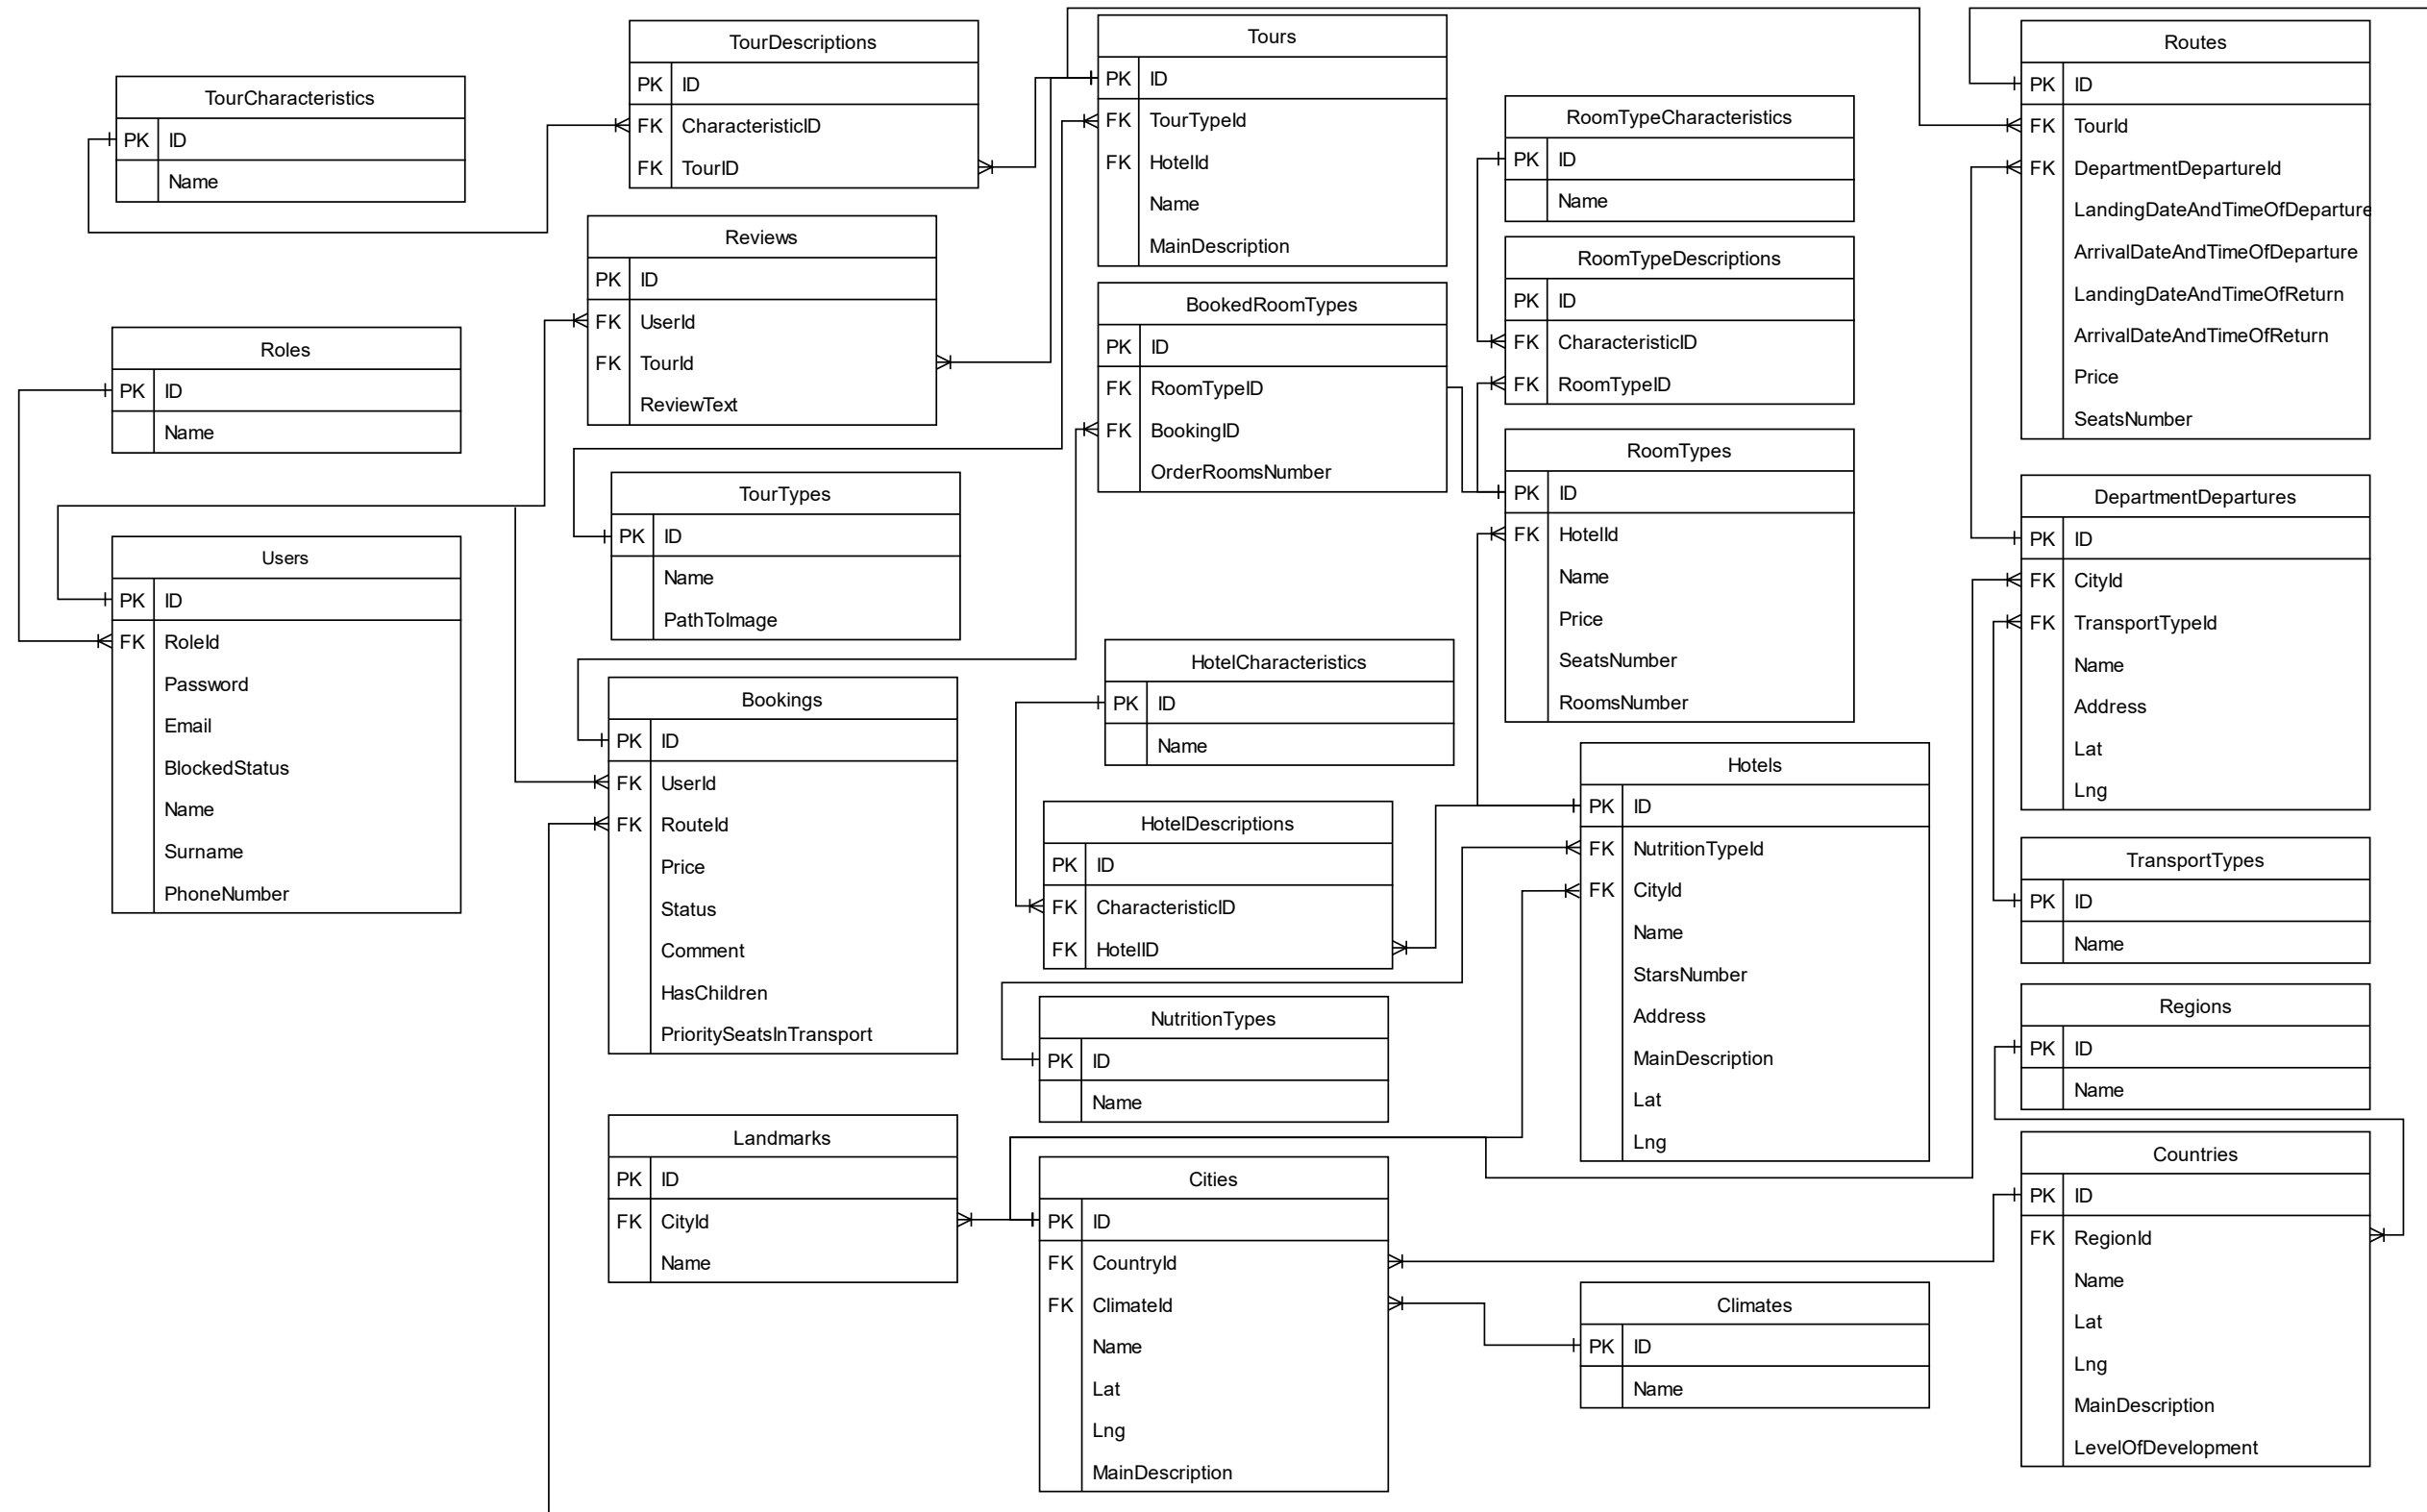 TourCharacteristics
PK ID
Name
TourDescriptions
PK ID
FK CharacteristicID
FK TourID
Tours
PK ID
FK TourTypeId
FK HotelId
Name
MainDescription
Routes
PK ID
FK TourId
FK DepartmentDepartureId
LandingDateAndTimeOfDeparture
ArrivalDateAndTimeOfDeparture
LandingDateAndTimeOfReturn
ArrivalDateAndTimeOfReturn
Price
SeatsNumber
RoomTypeCharacteristics
PK ID
Name
Reviews
PK ID
FK UserId
FK TourId
ReviewText
RoomTypeDescriptions
PK ID
FK CharacteristicID
FK RoomTypeID
BookedRoomTypes
PK ID
FK RoomTypeID
FK BookingID
OrderRoomsNumber
Roles
PK ID
Name
RoomTypes
PK ID
FK HotelId
Name
Price
SeatsNumber
RoomsNumber
TourTypes
PK ID
Name
PathToImage
DepartmentDepartures
PK ID
FK CityId
FK TransportTypeId
Name
Address
Lat
Lng
Users
PK ID
FK RoleId
Password
Email
BlockedStatus
Name
Surname
PhoneNumber
HotelCharacteristics
PK ID
Name
Bookings
PK ID
FK UserId
FK RouteId
Price
Status
Comment
HasChildren
PrioritySeatsInTransport
Hotels
PK ID
FK NutritionTypeId
FK CityId
Name
StarsNumber
Address
MainDescription
Lat
Lng
HotelDescriptions
PK ID
FK CharacteristicID
FK HotelID
TransportTypes
PK ID
Name
NutritionTypes
PK ID
Name
Regions
PK ID
Name
Landmarks
PK ID
FK CityId
Name
Cities
PK ID
FK CountryId
FK ClimateId
Name
Lat
Lng
MainDescription
Countries
PK ID
FK RegionId
Name
Lat
Lng
MainDescription
LevelOfDevelopment
Climates
PK ID
Name